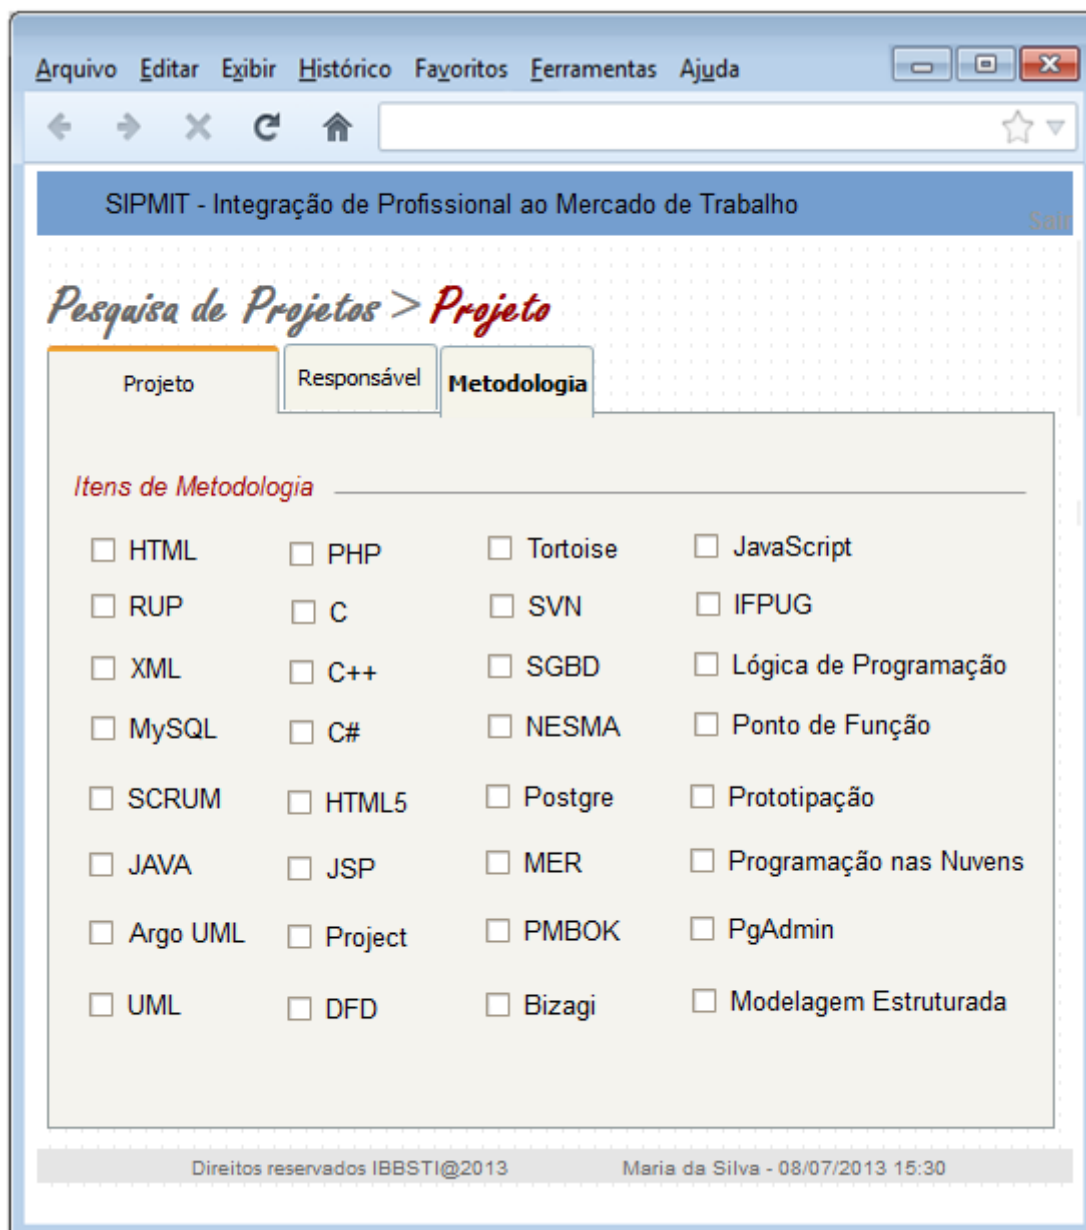 Arquivo Editar Exibir Histórico Favoritos Ferramentas Ajuda
SIPMIT - Integração de Profissional ao Mercado de Trabalho
Sair
Pesquisa de Projetos > Projeto
Projeto Responsável Metodologia
Itens de Metodologia
HTML PHP Tortoise JavaScript
RUP C SVN IFPUG
XML C++ SGBD Lógica de Programação
MySQL C# NESMA Ponto de Função
SCRUM HTML5 Postgre Prototipação
JAVA JSP MER Programação nas Nuvens
Argo UML Project PMBOK PgAdmin
UML DFD Bizagi Modelagem Estruturada
Direitos reservados IBBSTI@2013 Maria da Silva - 08/07/2013 15:30